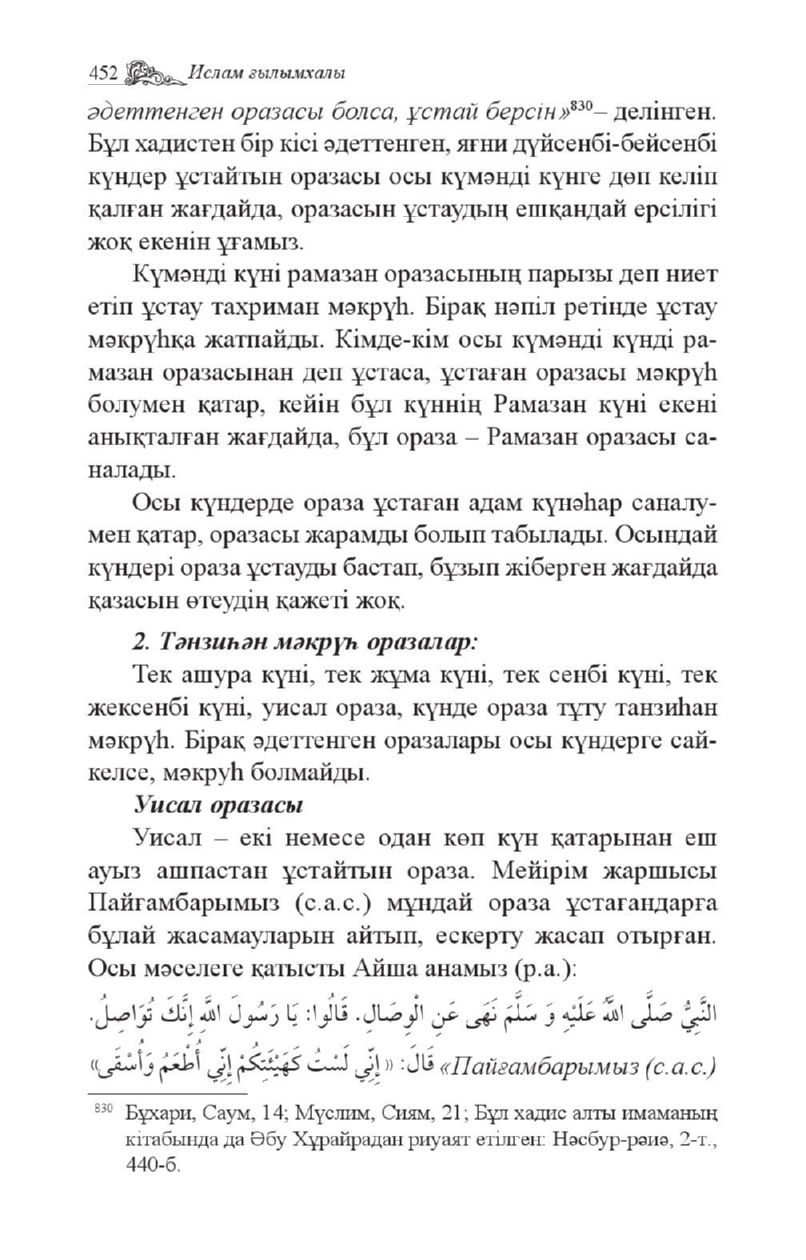 452 Ислам ғылымхалы
әдеттенген оразасы болса, ұстай берсін»⁸³⁰– делінген.
Бұл хадистен бір кісі әдеттенген, яғни дүйсенбі-бейсенбі
күндер ұстайтын оразасы осы күмәнді күнге дөп келіп
қалған жағдайда, оразасын ұстаудың ешқандай ерсілігі
жоқ екенін ұғамыз.
Күмәнді күні рамазан оразасының парызы деп ниет
етіп ұстау тахриман мәкрүһ. Бірақ нәпіл ретінде ұстау
мәкрүһқа жатпайды. Кімде-кім осы күмәнді күнді ра-
мазан оразасынан деп ұстаса, ұстаған оразасы мәкрүһ
болумен қатар, кейін бұл күннің Рамазан күні екені
анықталған жағдайда, бұл ораза – Рамазан оразасы са-
налады.
Осы күндерде ораза ұстаған адам күнәһар саналу-
мен қатар, оразасы жарамды болып табылады. Осындай
күндері ораза ұстауды бастап, бұзып жіберген жағдайда
қазасын өтеудің қажеті жоқ.
2. Тәнзиһән мәкрүһ оразалар:
Тек ашура күні, тек жұма күні, тек сенбі күні, тек
жексенбі күні, уисал ораза, күнде ораза тұту танзиһан
мәкрүһ. Бірақ әдеттенген оразалары осы күндерге сай-
келсе, мәкруһ болмайды.
Уисал оразасы
Уисал – екі немесе одан көп күн қатарынан еш
ауыз ашпастан ұстайтын ораза. Мейірім жаршысы
Пайғамбарымыз (с.а.с.) мұндай ораза ұстағандарға
бұлай жасамауларын айтып, ескерту жасап отырған.
Осы мәселеге қатысты Айша анамыз (р.а.):
النَّبِيُّ صَلَّى اللهُ عَلَيْهِ وَ سَلَّمَ نَهَى عَنِ الْوِصَالِ. قَالُوا: يَا رَسُولَ اللهِ إِنَّكَ تُوَاصِلُ.
قَالَ: « إِنِّي لَسْتُ كَهَيْئَتِكُمْ إِنِّي أُطْعَمُ وَأُسْقَى» «Пайғамбарымыз (с.а.с.)
830 Бұхари, Саум, 14; Мүслим, Сиям, 21; Бұл хадис алты имаманың
кітабында да Әбу Хұрайрадан риуаят етілген: Нәсбур-рәиә, 2-т.,
440-б.